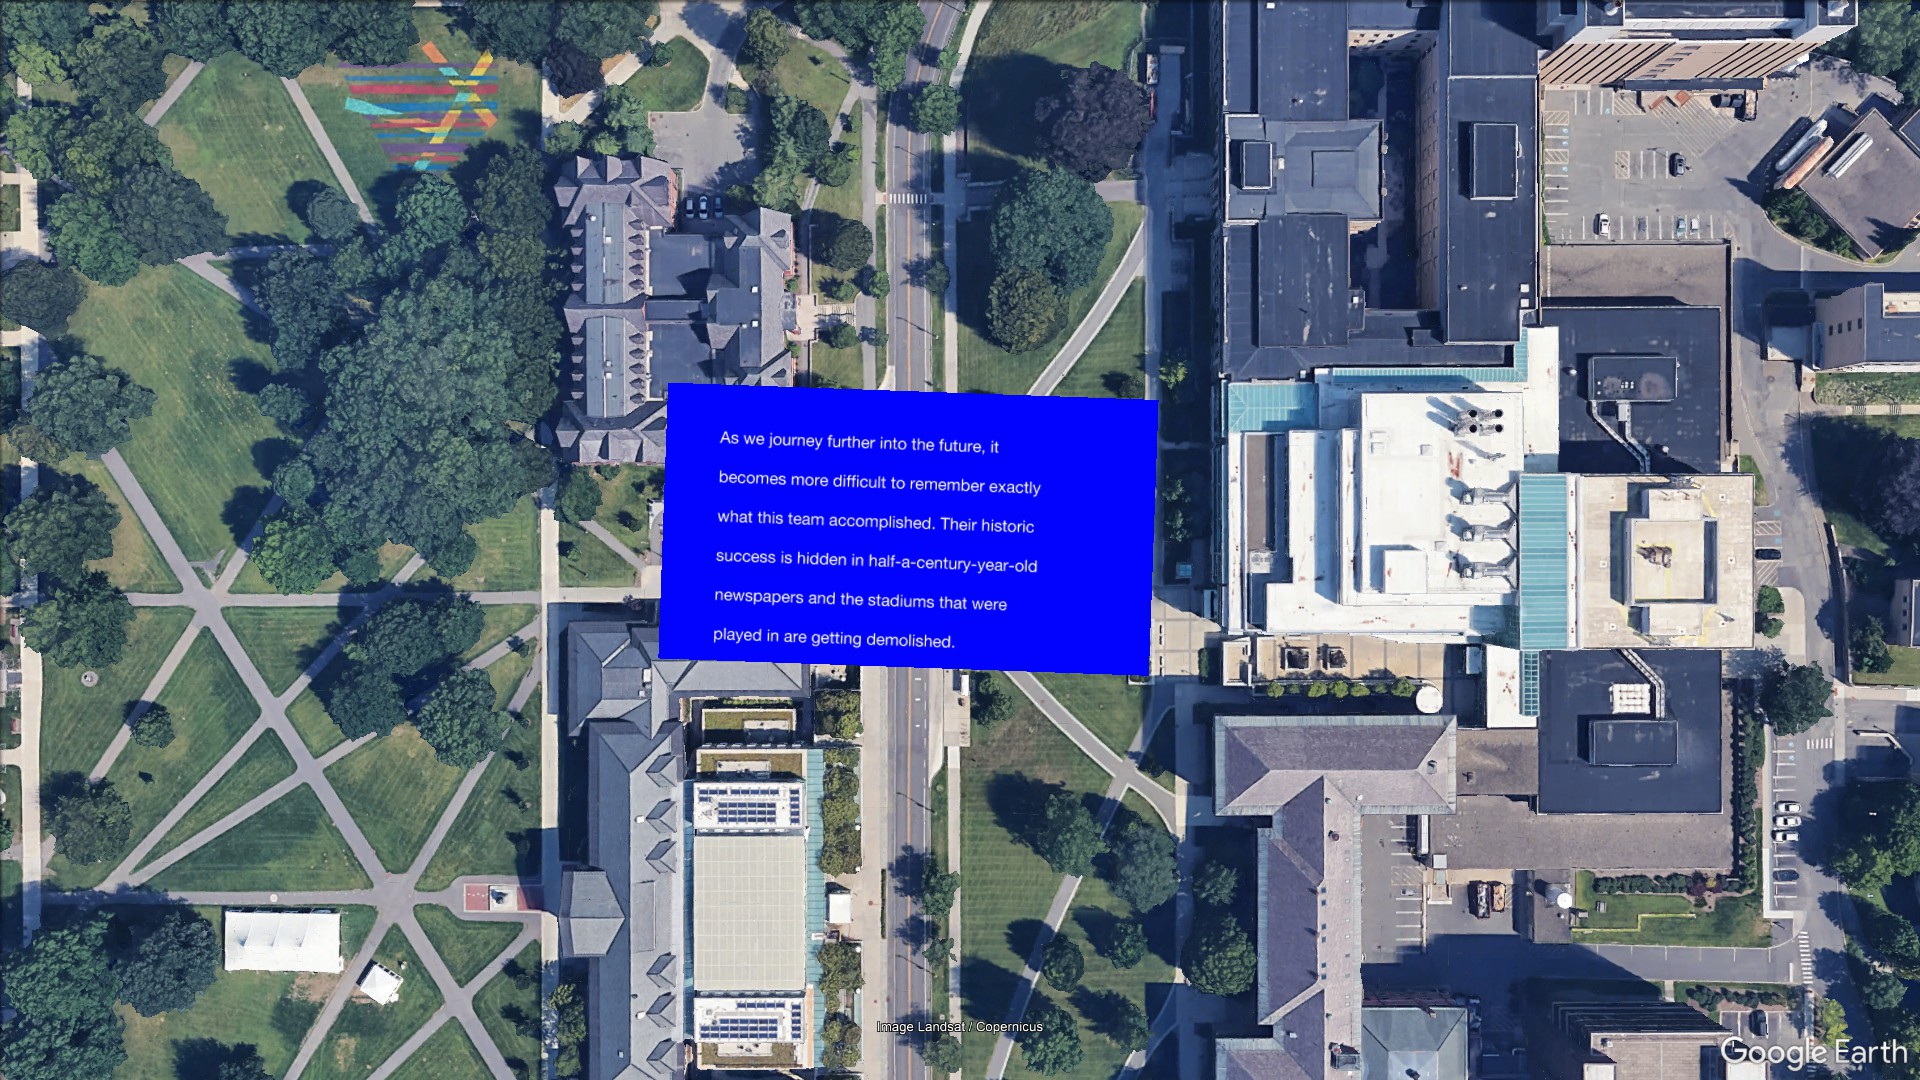 As we journey further into the future, it
becomes more difficult to remember exactly
what this team accomplished. Their historic
success is hidden in half-a-century-year-old
newspapers and the stadiums that were
played in are getting demolished.
Image Landsat / Copernicus
Google Earth